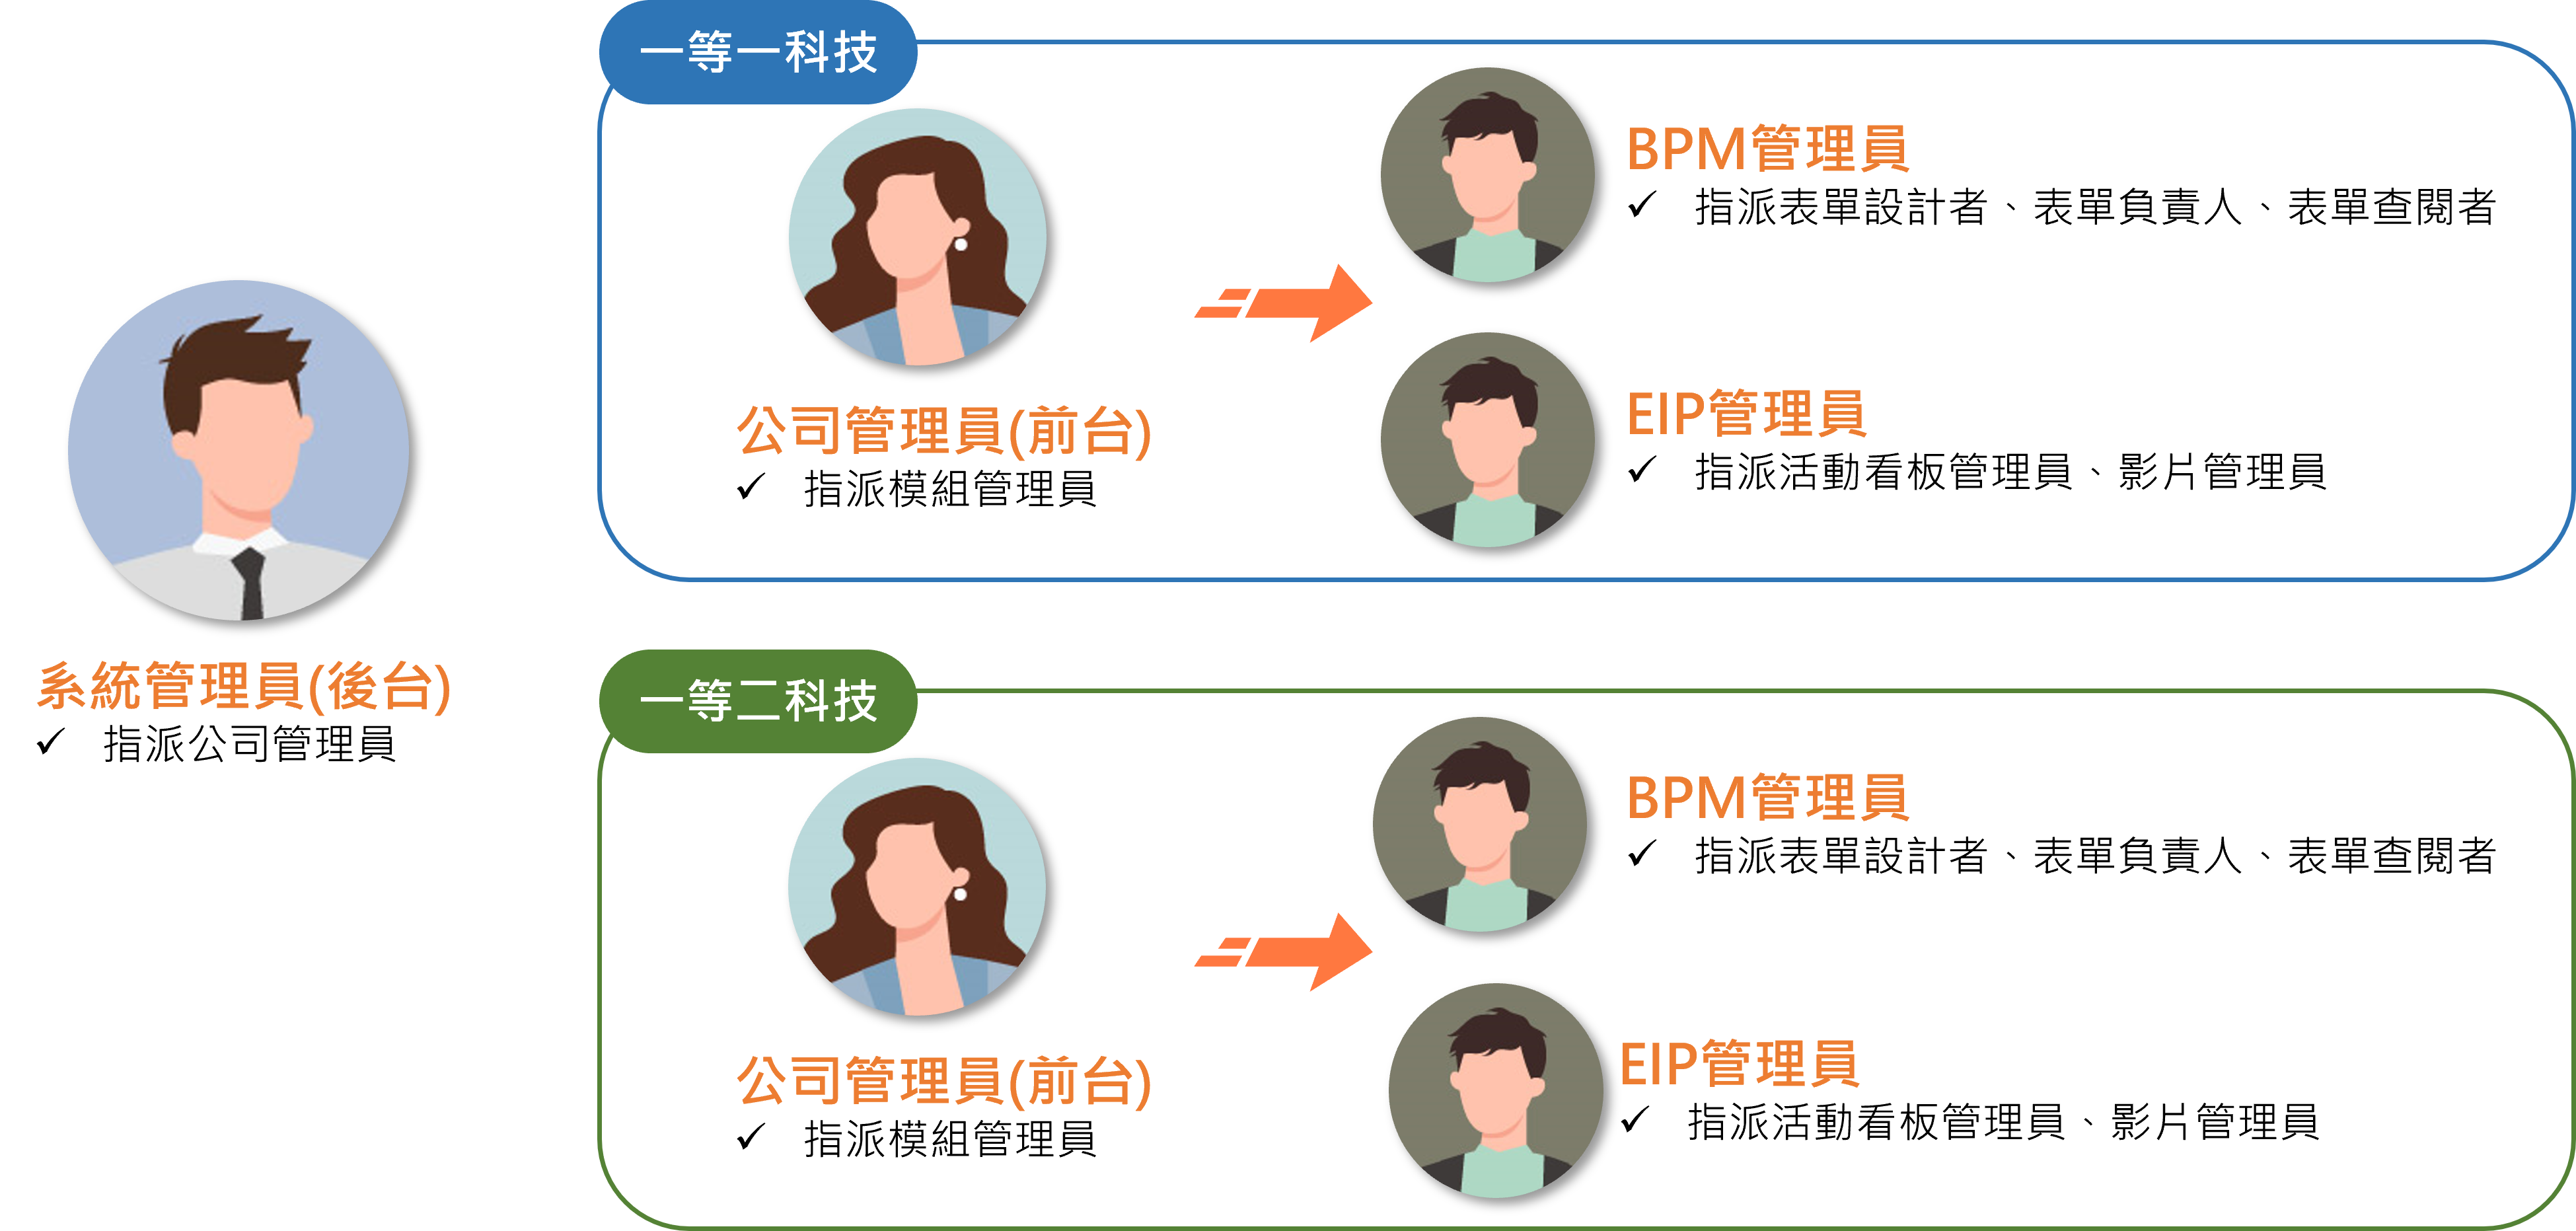 系統管理員(後台)
✓ 指派公司管理員
一等一科技
公司管理員(前台)
✓ 指派模組管理員
BPM管理員
✓ 指派表單設計者、表單負責人、表單查閱者
EIP管理員
✓ 指派活動看板管理員、影片管理員
一等二科技
公司管理員(前台)
✓ 指派模組管理員
BPM管理員
✓ 指派表單設計者、表單負責人、表單查閱者
EIP管理員
✓ 指派活動看板管理員、影片管理員